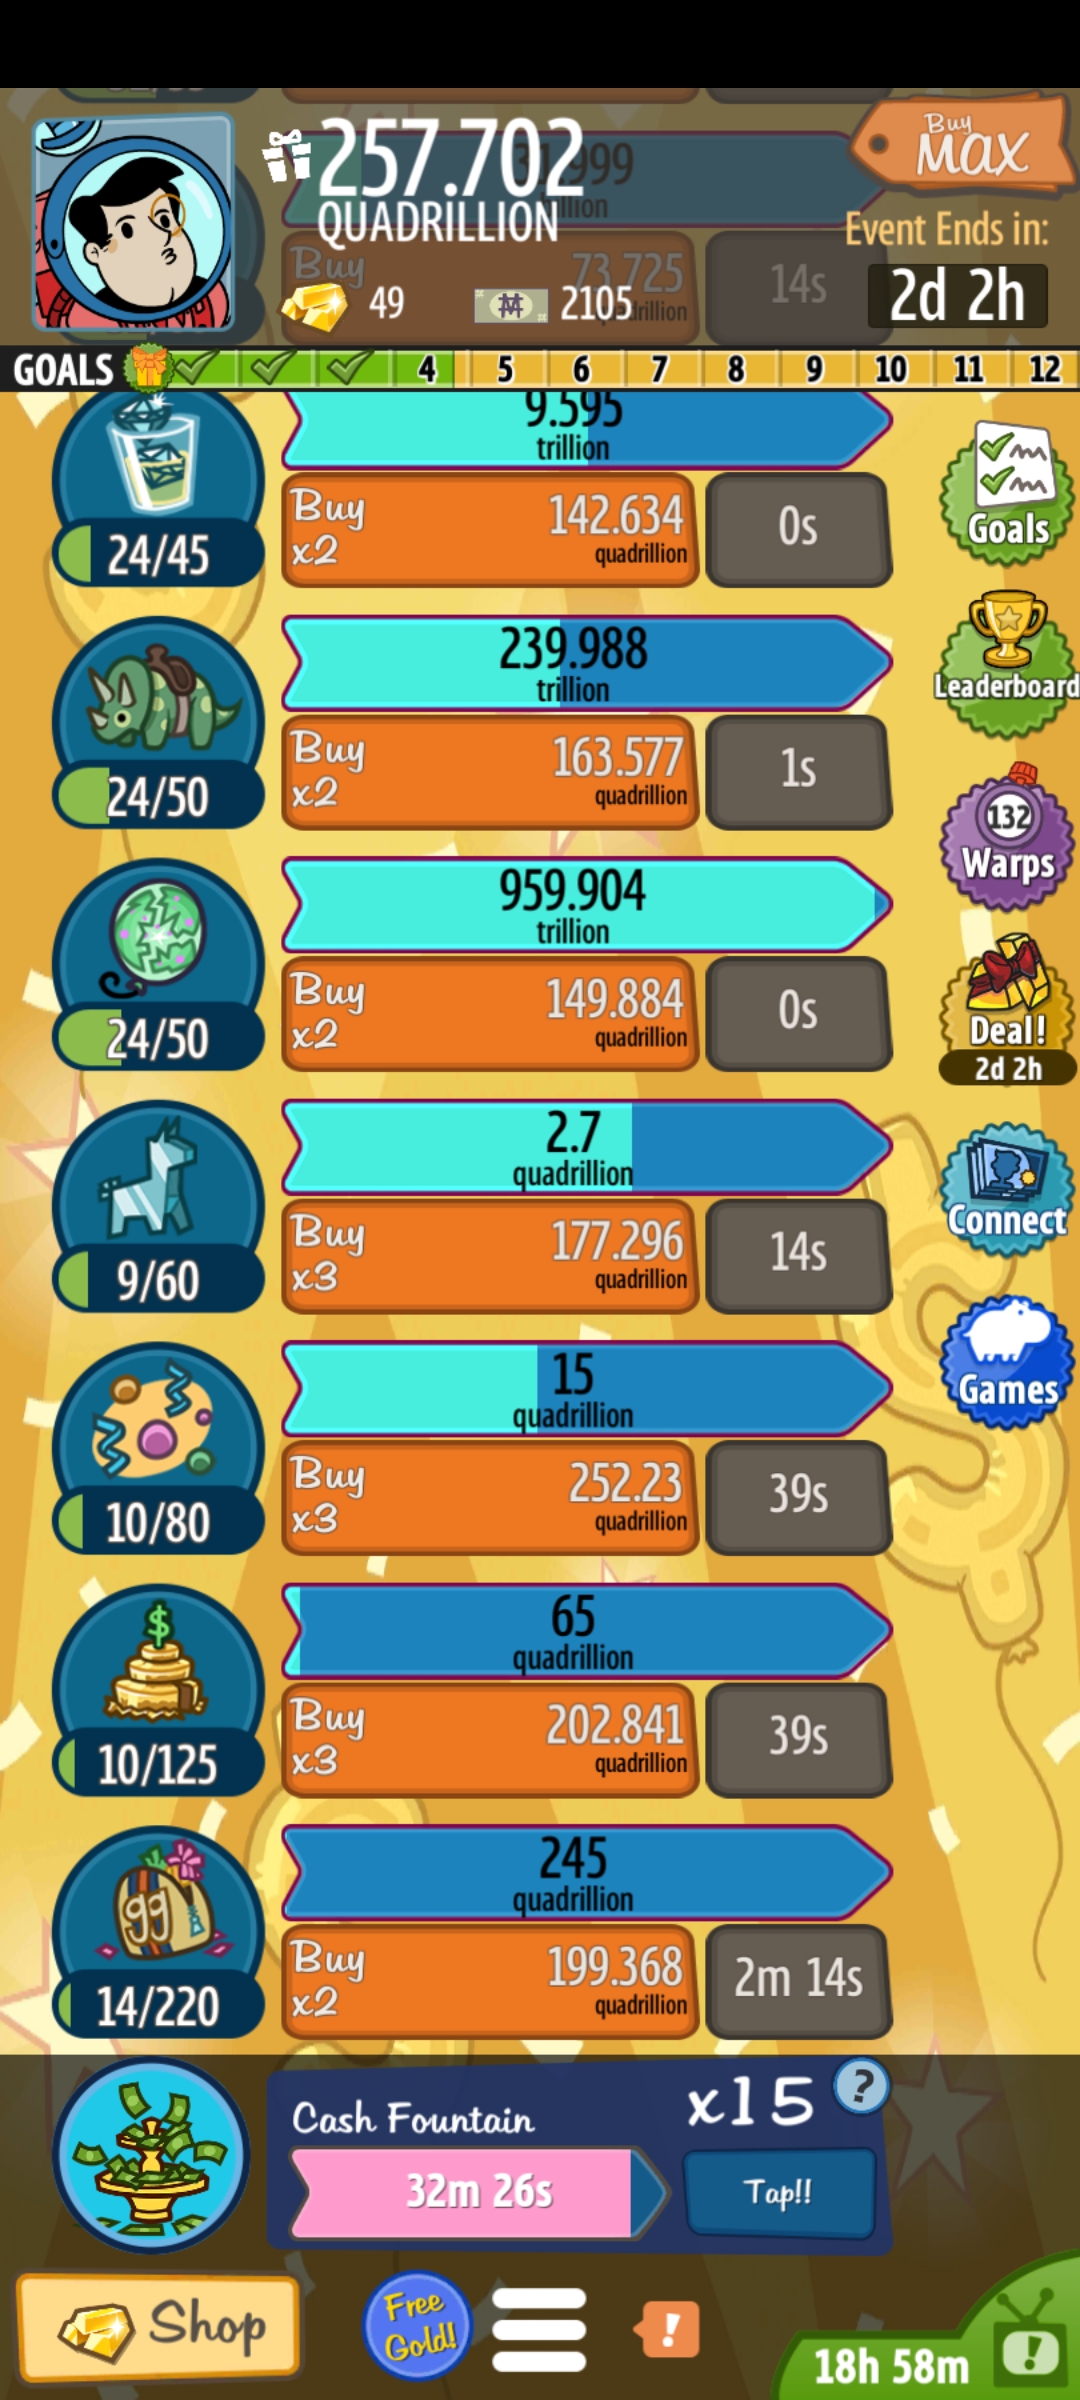 257.702
QUADRILLION
Buy
MAX
Event Ends in:
2d 2h
49
2105
Buy
73.725
14s
GOALS
4 5 6 7 8 9 10 11 12
9.595
trillion
24/45
Buy
x2
142.634
quadrillion
0s
Goals
239.988
trillion
24/50
Buy
x2
163.577
quadrillion
1s
Leaderboard
132
Warps
959.904
trillion
24/50
Buy
x2
149.884
quadrillion
0s
Deal!
2d 2h
2.7
quadrillion
9/60
Buy
x3
177.296
quadrillion
14s
Connect
15
quadrillion
10/80
Buy
x3
252.23
quadrillion
39s
Games
65
quadrillion
$
10/125
Buy
x3
202.841
quadrillion
39s
245
quadrillion
gg
14/220
Buy
x2
199.368
quadrillion
2m 14s
Cash Fountain
x15
?
32m 26s
Tap!!
Shop
Free
Gold!
!
18h 58m
!